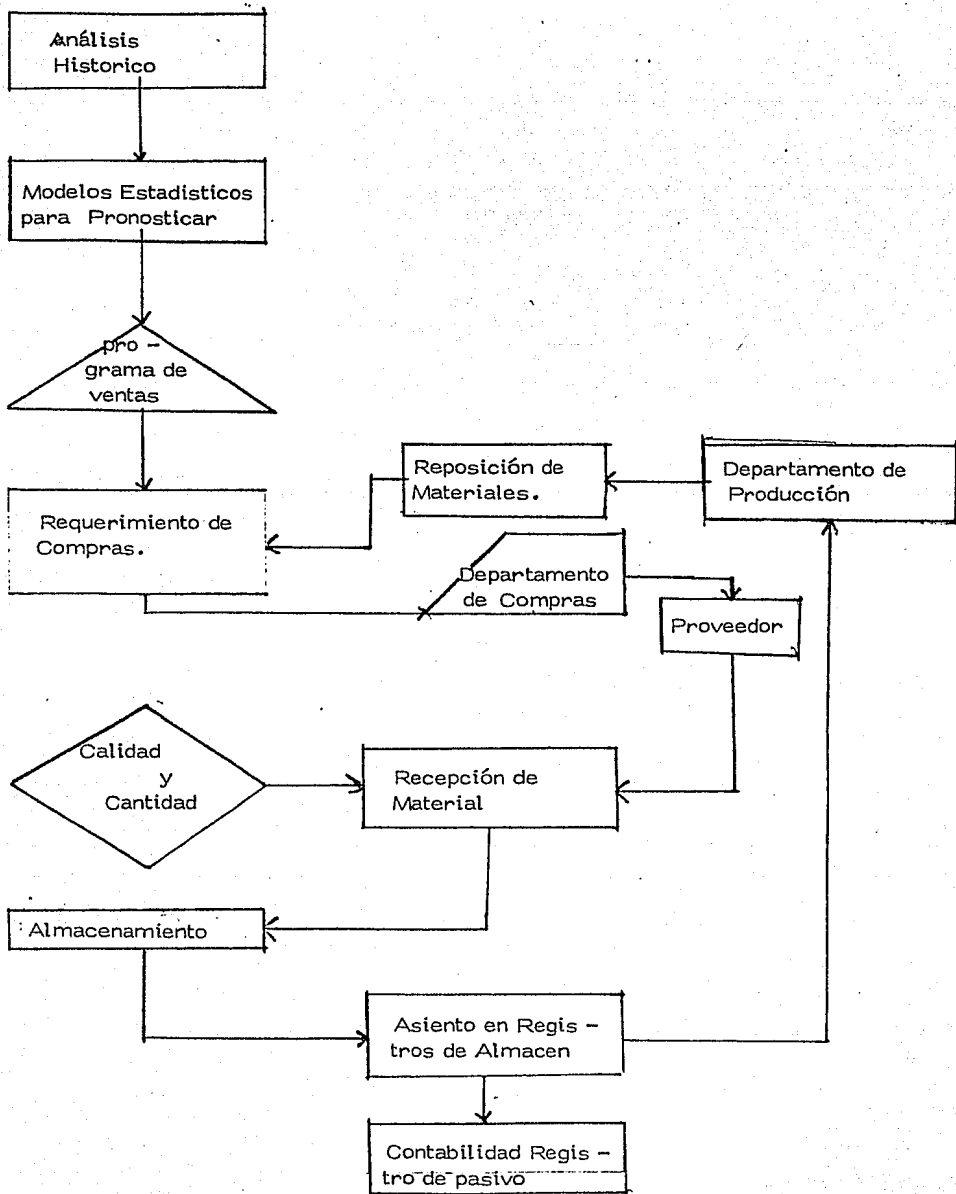 Análisis
Historico
Modelos Estadisticos
para Pronosticar
pro -
grama de
ventas
Reposición de
Materiales.
Departamento de
Producción
Requerimiento de
Compras.
Departamento
de Compras
Proveedor
Calidad
y
Cantidad
Recepción de
Material
Almacenamiento
Asiento en Regis -
tros de Almacen
Contabilidad Regis -
tro de pasivo